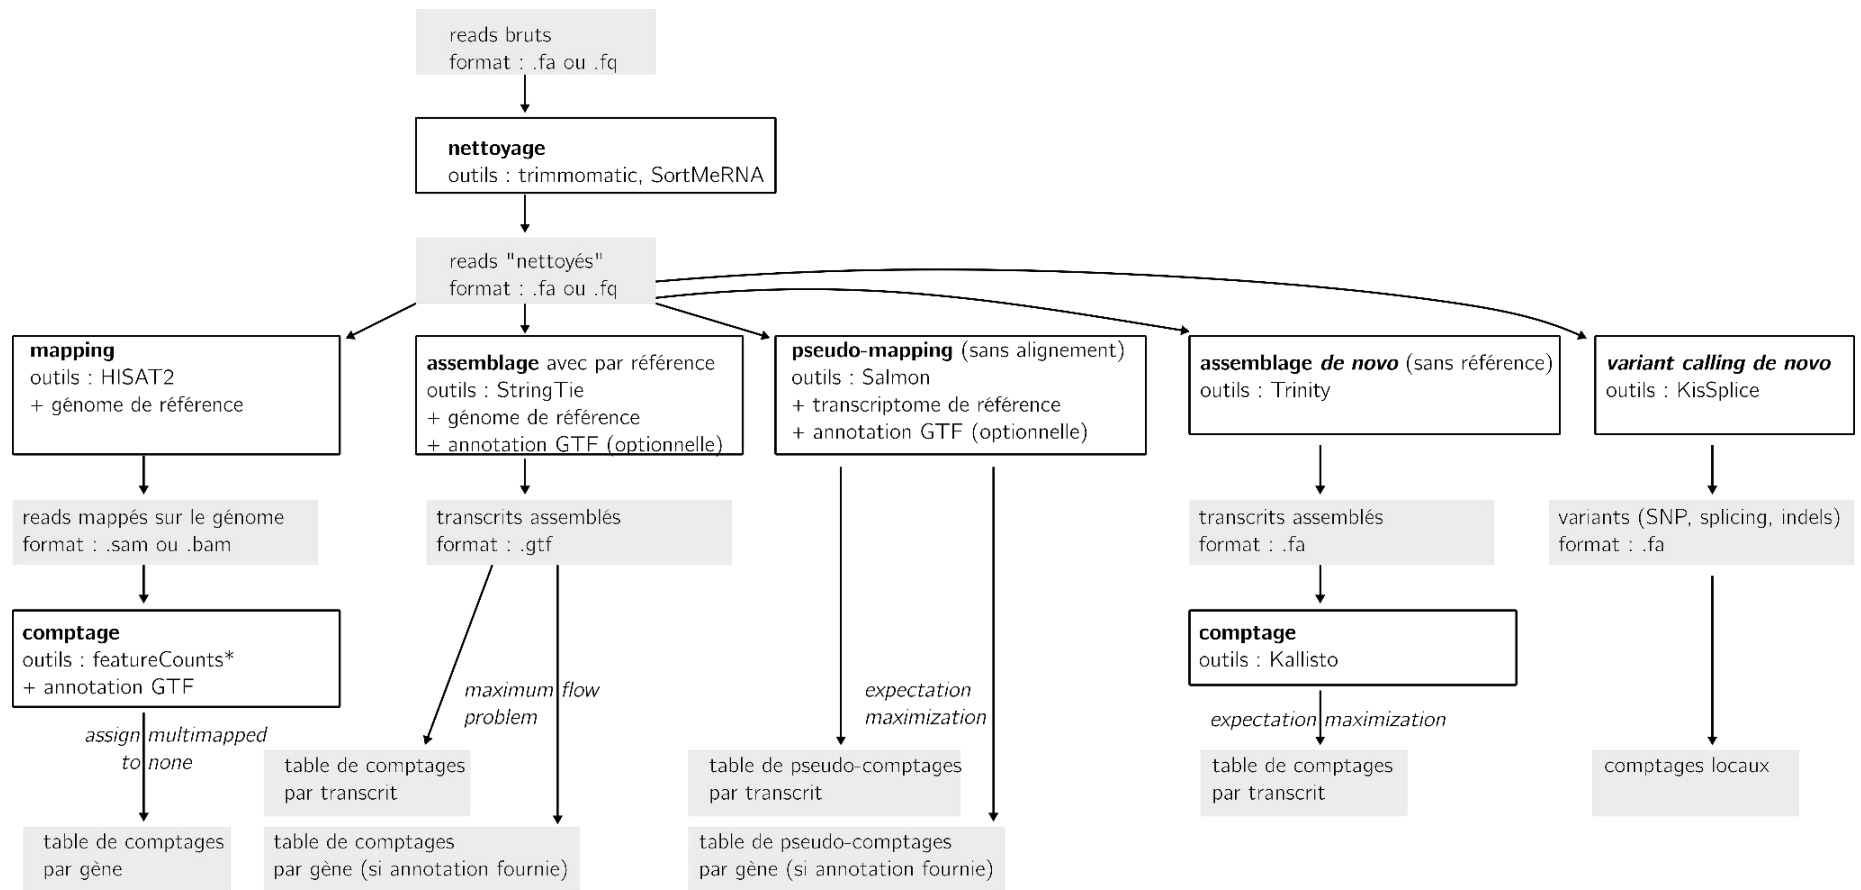 reads bruts
format : .fa ou .fq
nettoyage
outils : trimmomatic, SortMeRNA
reads "nettoyés"
format : .fa ou .fq
mapping
outils : HISAT2
+ génome de référence
assemblage avec par référence
outils : StringTie
+ génome de référence
+ annotation GTF (optionnelle)
pseudo-mapping (sans alignement)
outils : Salmon
+ transcriptome de référence
+ annotation GTF (optionnelle)
assemblage de novo (sans référence)
outils : Trinity
variant calling de novo
outils : KisSplice
reads mappés sur le génome
format : .sam ou .bam
transcrits assemblés
format : .gtf
transcrits assemblés
format : .fa
variants (SNP, splicing, indels)
format : .fa
comptage
outils : featureCounts*
+ annotation GTF
comptage
outils : Kallisto
assign multimapped
to none
maximum flow
problem
expectation
maximization
expectation maximization
table de comptages
par transcrit
table de pseudo-comptages
par transcrit
table de comptages
par transcrit
comptages locaux
table de comptages
par gène
table de comptages
par gène (si annotation fournie)
table de pseudo-comptages
par gène (si annotation fournie)